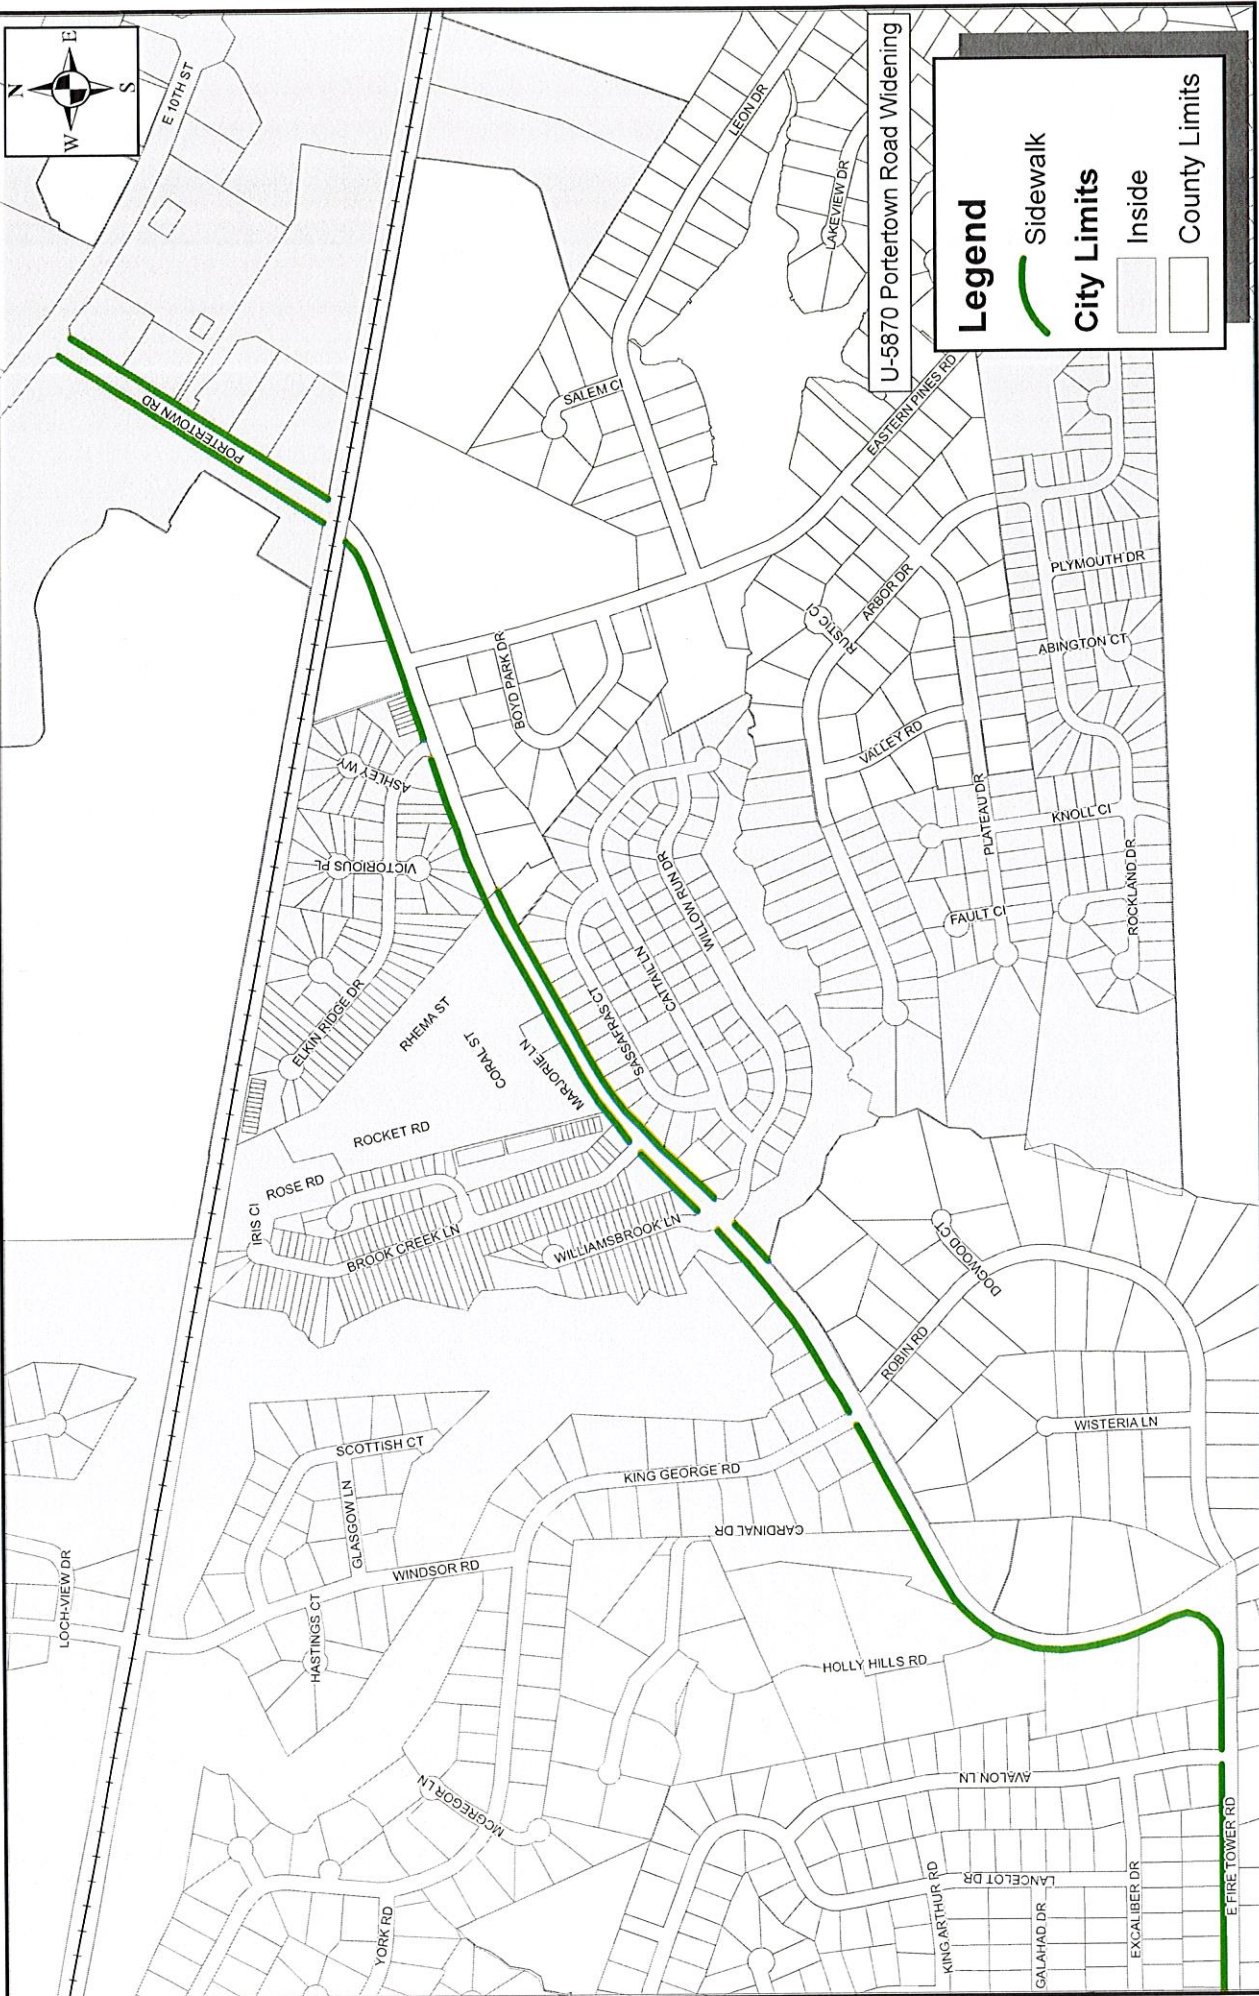 N
E
W
S
E 10TH ST
PORTERTOWN RD
LEON DR
LAKEVIEW DR
SALEM CI
EASTERN PINES RD
BOYD PARK DR
RUSTIC CI
ARBOR DR
PLYMOUTH DR
ABINGTON CT
VALLEY RD
PLATEAU DR
KNOLL CI
ROCKLAND DR
FAULT CI
ASHLEY WY
VICTORIOUS PL
ELKIN RIDGE DR
WILLOW RUN DR
CATTAIL LN
SASSAFRAS CT
RHEMA ST
CORAL ST
MARJORIE LN
ROCKET RD
ROSE RD
IRIS CI
BROOK CREEK LN
WILLIAMSBROOK LN
DOGWOOD CT
ROBIN RD
WISTERIA LN
SCOTTISH CT
GLASGOW LN
KING GEORGE RD
CARDINAL DR
WINDSOR RD
HASTINGS CT
LOCH-VIEW DR
HOLLY HILLS RD
MCGREGOR LN
AVALON LN
YORK RD
KING ARTHUR RD
LANCELOT DR
GALAHAD DR
EXCALIBER DR
E FIRE TOWER RD
U-5870 Portertown Road Widening
Legend
Sidewalk
City Limits
Inside
County Limits